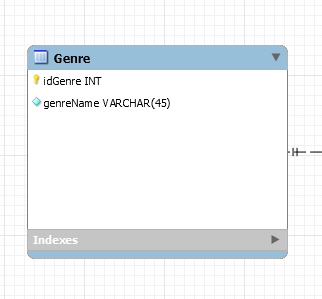 Genre
idGenre INT
genreName VARCHAR(45)
Indexes